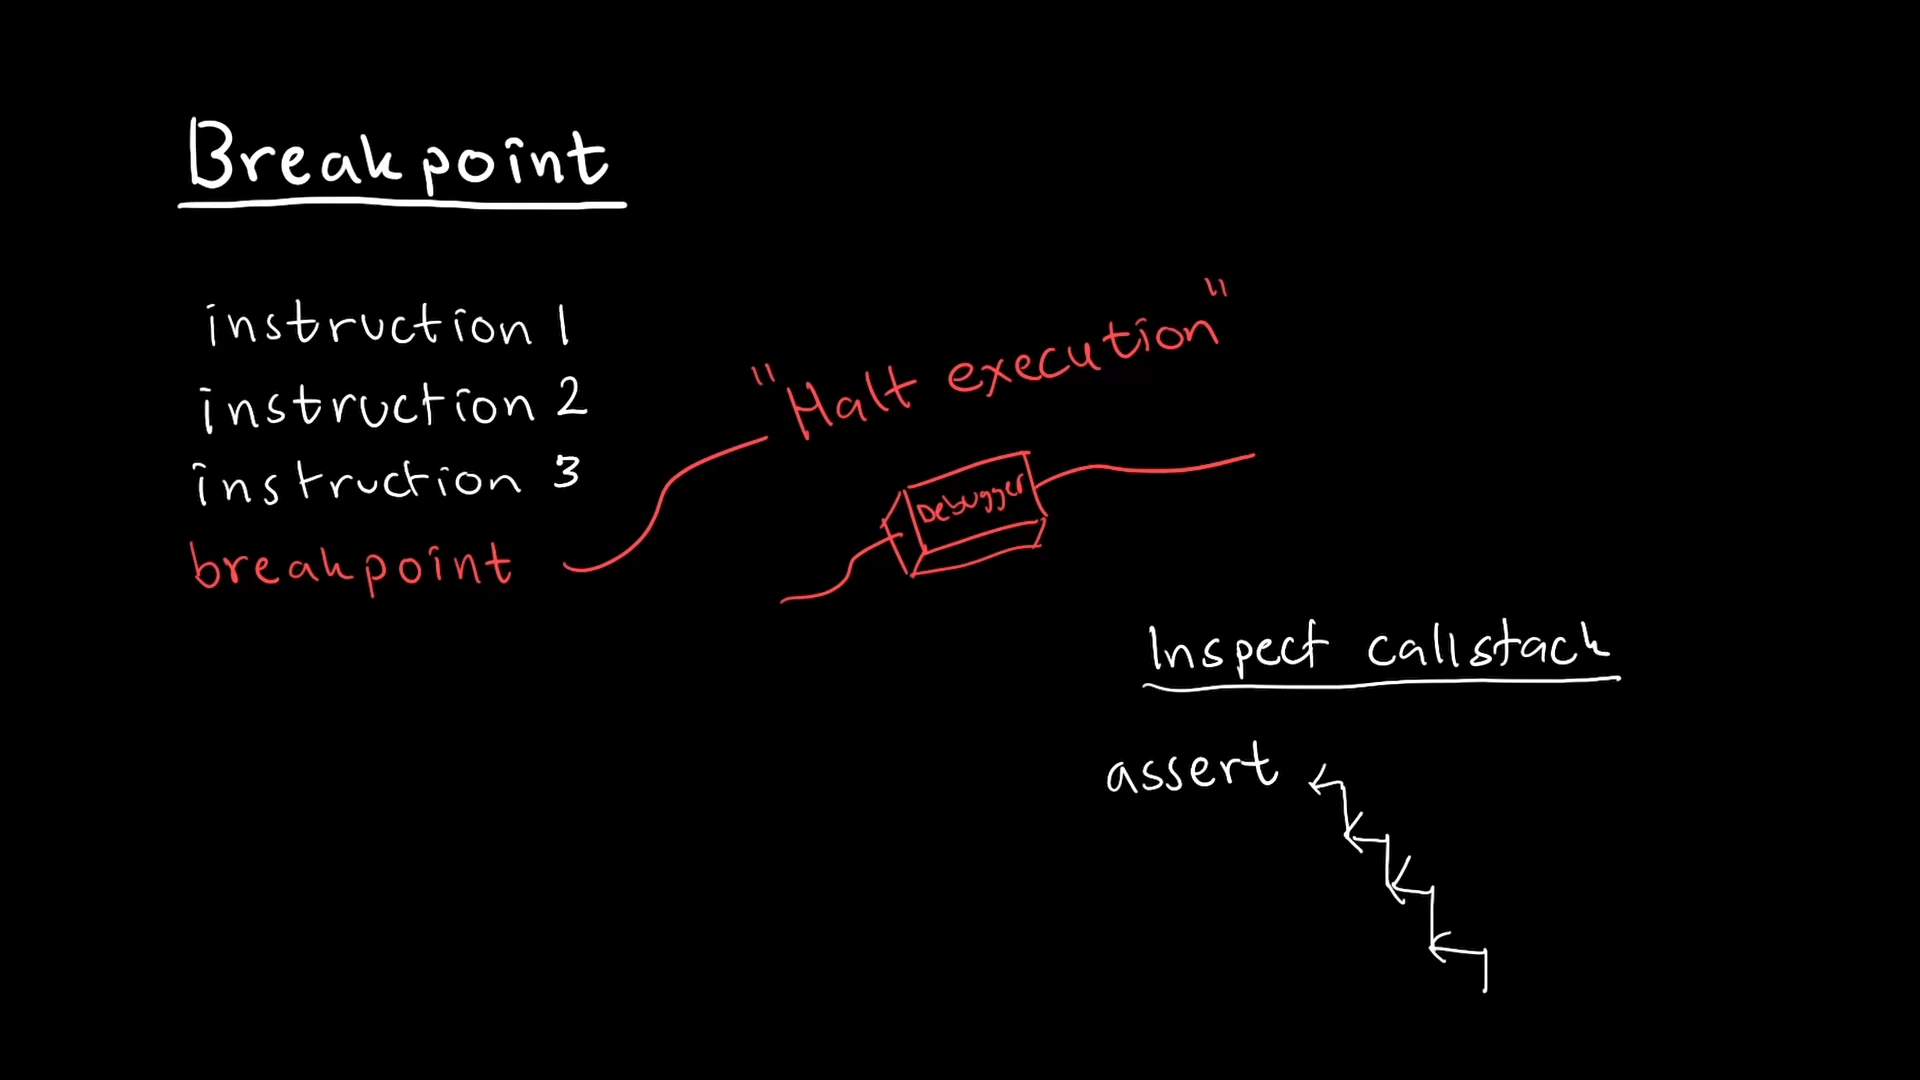 Breakpoint
instruction 1
instruction 2
instruction 3
breakpoint
"Halt execution"
Debugger
Inspect callstack
assert